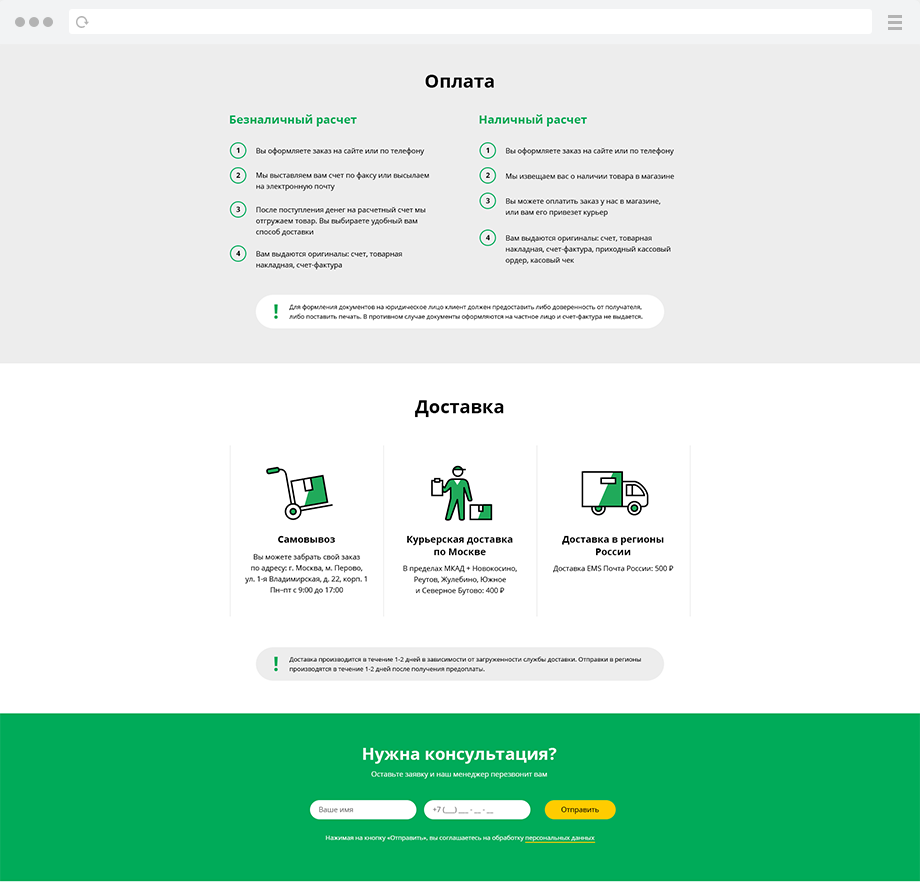 Оплата
Безналичный расчет
1 Вы оформляете заказ на сайте или по телефону
2 Мы выставляем вам счет по факсу или высылаем
на электронную почту
3 После поступления денег на расчетный счет мы
отгружаем товар. Вы выбираете удобный вам
способ доставки
4 Вам выдаются оригиналы: счет, товарная
накладная, счет-фактура
Наличный расчет
1 Вы оформляете заказ на сайте или по телефону
2 Мы извещаем вас о наличии товара в магазине
3 Вы можете оплатить заказ у нас в магазине,
или вам его привезет курьер
4 Вам выдаются оригиналы: счет, товарная
накладная, счет-фактура, приходный кассовый
ордер, касовый чек
! Для формления документов на юридическое лицо клиент должен предоставить либо доверенность от получателя,
либо поставить печать. В противном случае документы оформляются на частное лицо и счет-фактура не выдается.
Доставка
Самовывоз
Вы можете забрать свой заказ
по адресу: г. Москва, м. Перово,
ул. 1-я Владимирская, д. 22, корп. 1
Пн–пт с 9:00 до 17:00
Курьерская доставка
по Москве
В пределах МКАД + Новокосино,
Реутов, Жулебино, Южное
и Северное Бутово: 400 ₽
Доставка в регионы
России
Доставка EMS Почта России: 500 ₽
! Доставка производится в течение 1-2 дней в зависимости от загруженности службы доставки. Отправки в регионы
производятся в течение 1-2 дней после получения предоплаты.
Нужна консультация?
Оставьте заявку и наш менеджер перезвонит вам
Ваше имя
+7 (___) ___ - __ - __
Отправить
Нажимая на кнопку «Отправить», вы соглашаетесь на обработку персональных данных